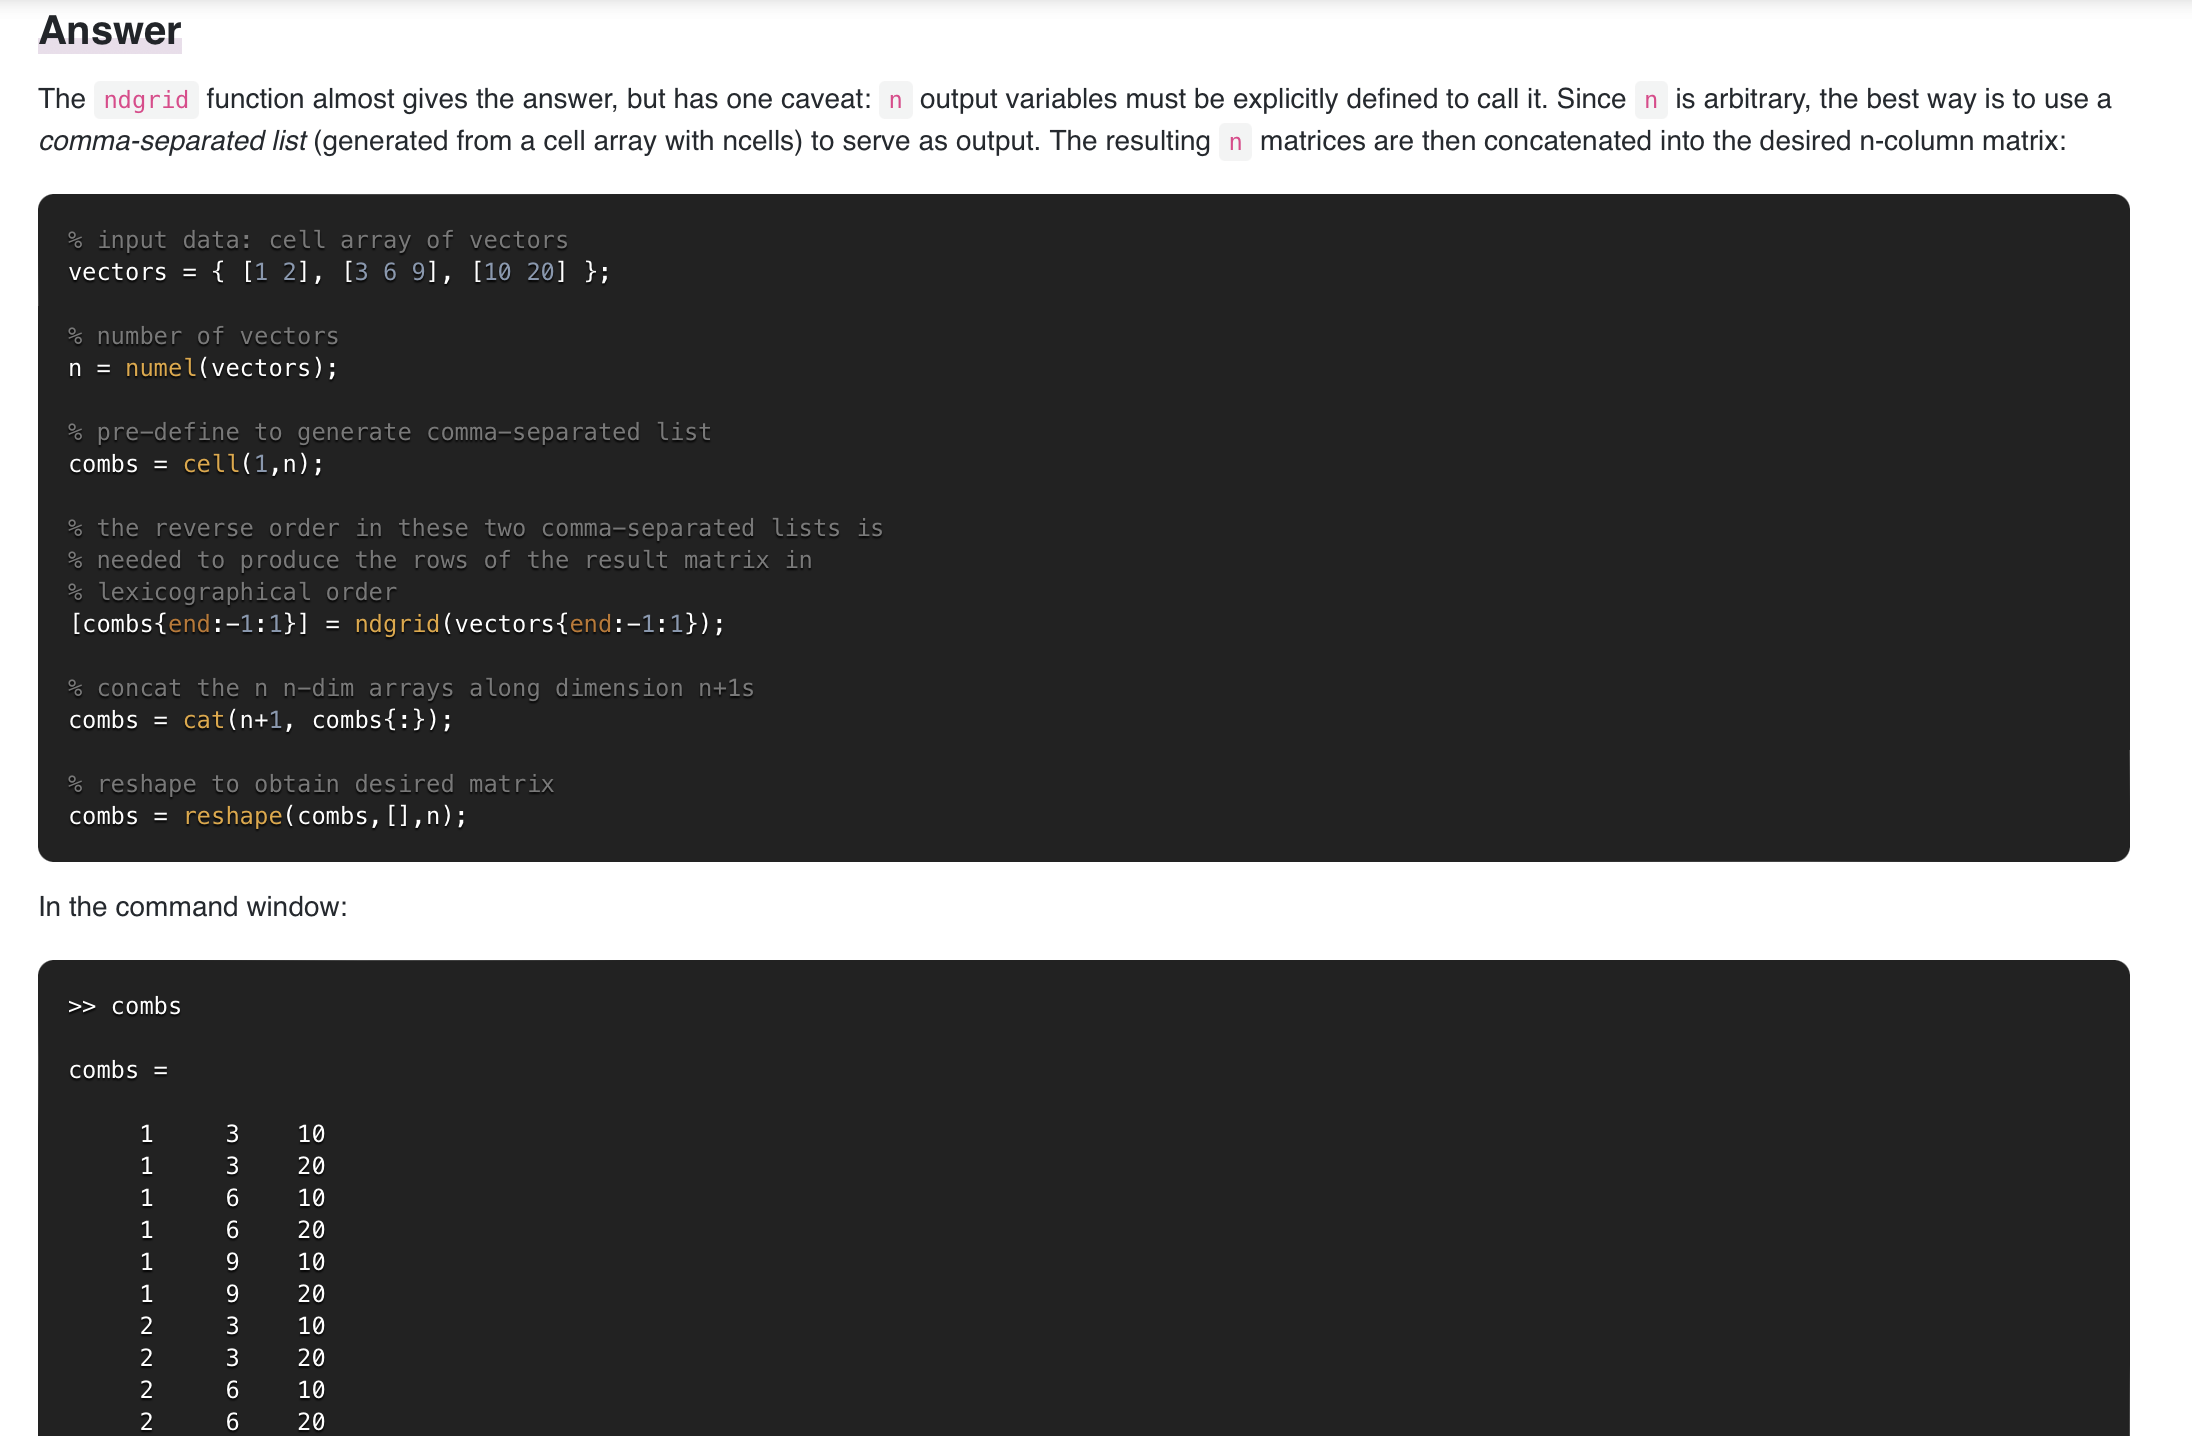 Answer
The ndgrid function almost gives the answer, but has one caveat: n output variables must be explicitly defined to call it. Since n is arbitrary, the best way is to use a
comma-separated list (generated from a cell array with ncells) to serve as output. The resulting n matrices are then concatenated into the desired n-column matrix:
% input data: cell array of vectors
vectors = { [1 2], [3 6 9], [10 20] };
% number of vectors
n = numel(vectors);
% pre-define to generate comma-separated list
combs = cell(1,n);
% the reverse order in these two comma-separated lists is
% needed to produce the rows of the result matrix in
% lexicographical order
[combs{end:-1:1}] = ndgrid(vectors{end:-1:1});
% concat the n n-dim arrays along dimension n+1s
combs = cat(n+1, combs{:});
% reshape to obtain desired matrix
combs = reshape(combs,[],n);
In the command window:
>> combs
combs =
1 3 10
1 3 20
1 6 10
1 6 20
1 9 10
1 9 20
2 3 10
2 3 20
2 6 10
2 6 20